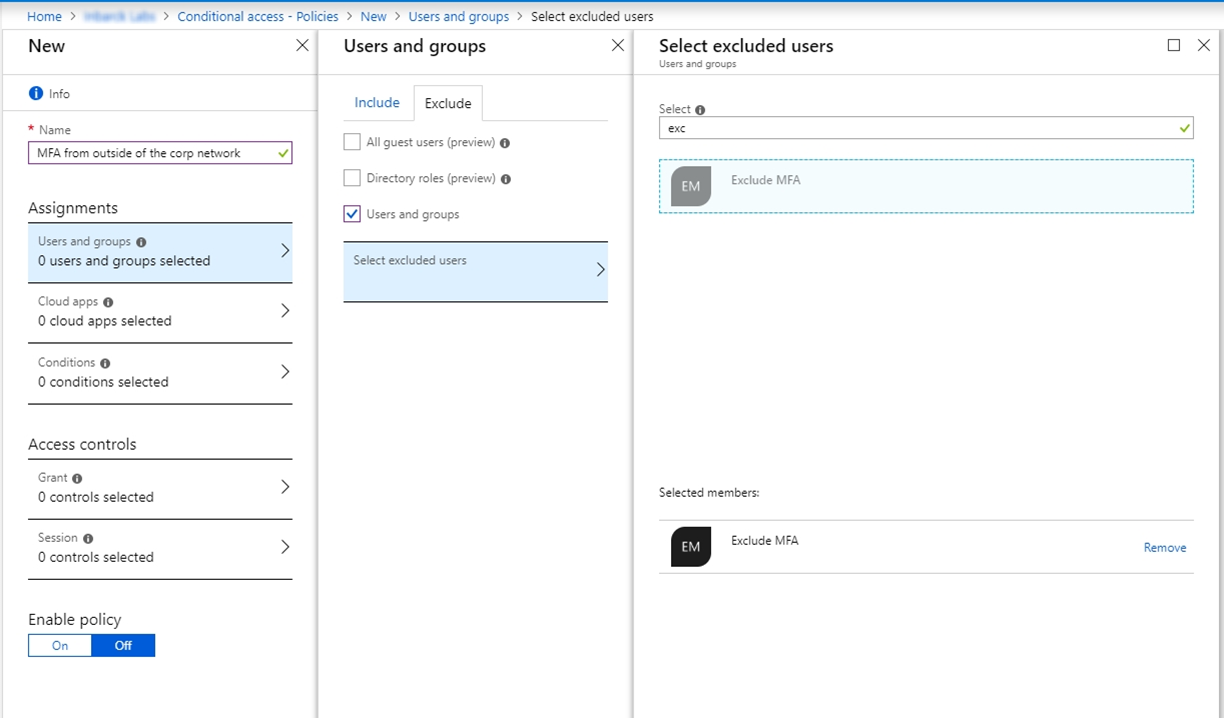 Home > > Conditional access - Policies > New > Users and groups > Select excluded users
New
Info
* Name
MFA from outside of the corp network
Assignments
Users and groups
0 users and groups selected
Cloud apps
0 cloud apps selected
Conditions
0 conditions selected
Access controls
Grant
0 controls selected
Session
0 controls selected
Enable policy
On Off
Users and groups
Include Exclude
All guest users (preview)
Directory roles (preview)
Users and groups
Select excluded users
Select excluded users
Users and groups
Select
exc
EM Exclude MFA
Selected members:
EM Exclude MFA Remove